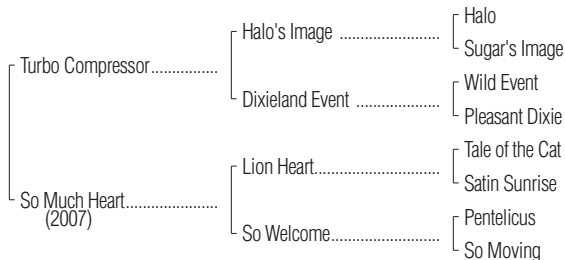 Halo
Halo's Image ..................
Sugar's Image
Turbo Compressor................
Wild Event
Dixieland Event ...................
Pleasant Dixie
Tale of the Cat
Lion Heart.......................
Satin Sunrise
So Much Heart.....................
(2007)
Pentelicus
So Welcome.....................
So Moving